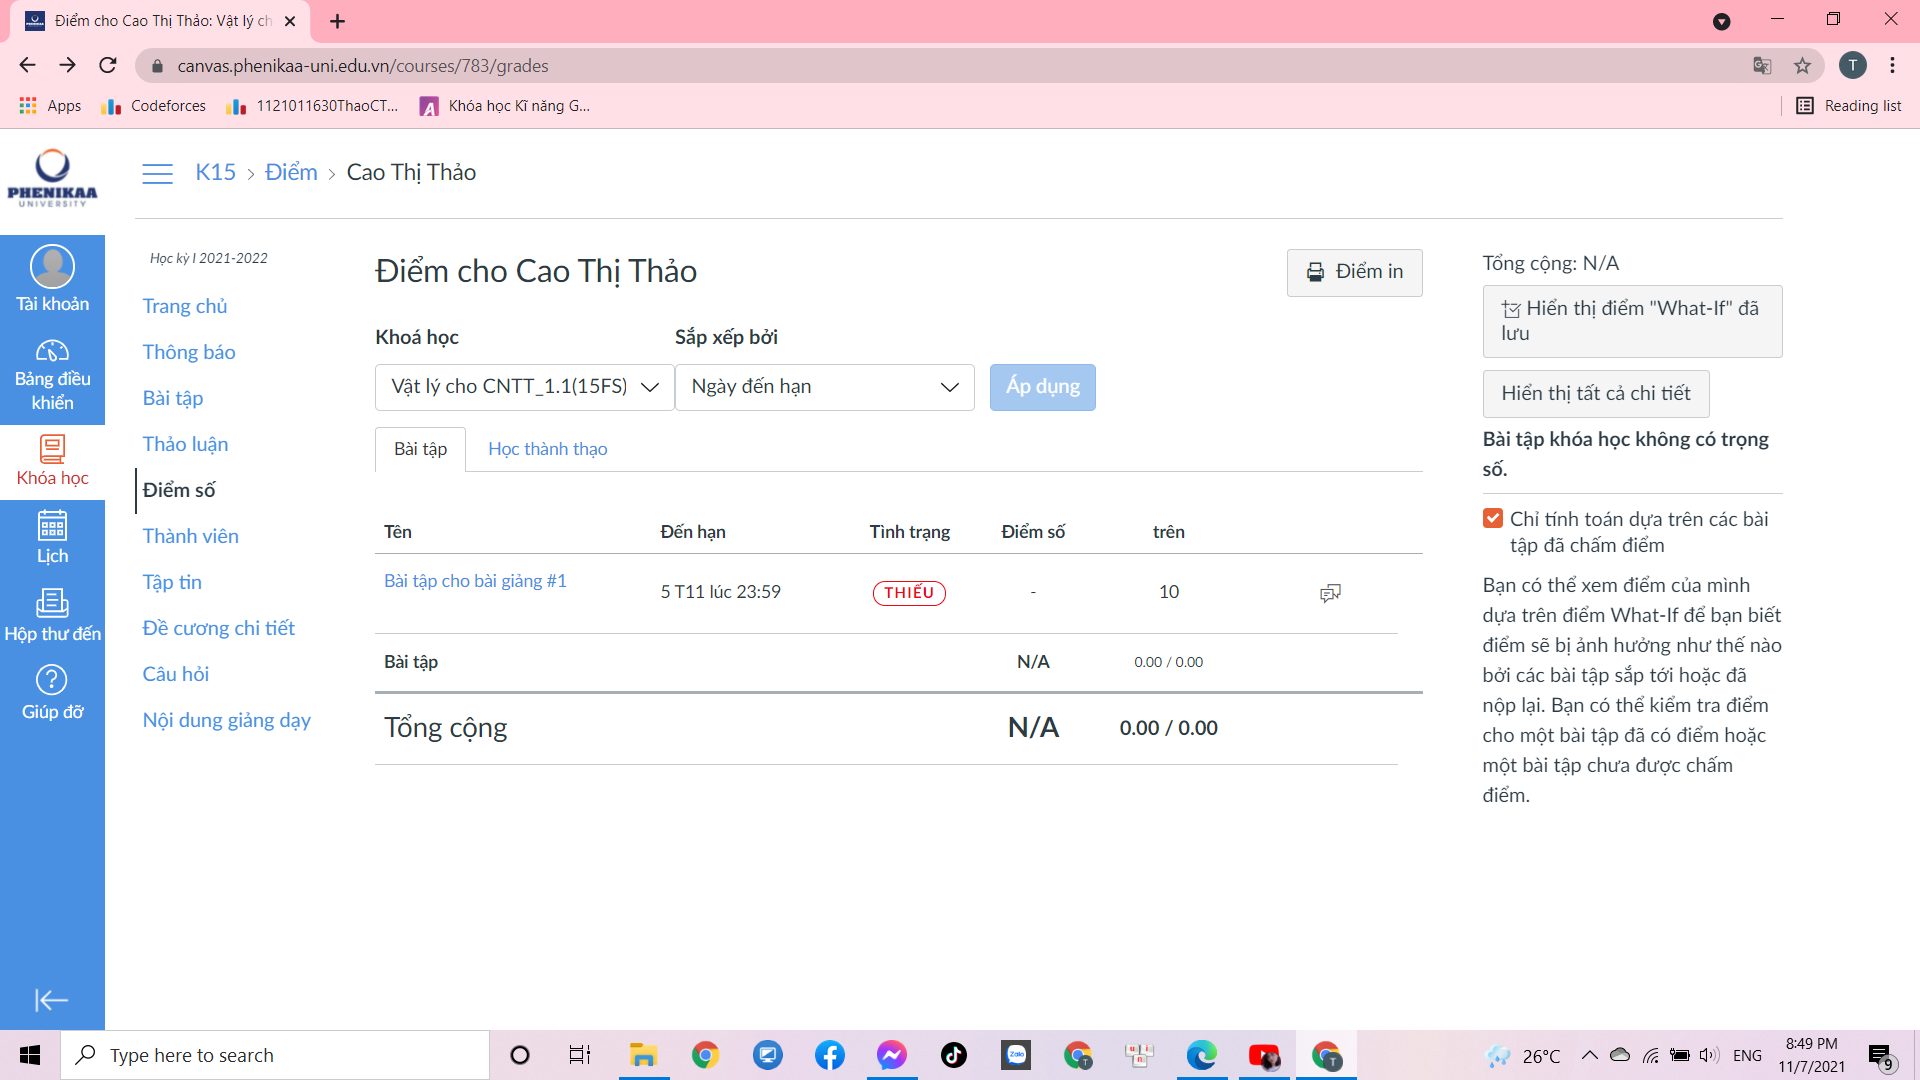 Điểm cho Cao Thị Thảo: Vật lý ch
canvas.phenikaa-uni.edu.vn/courses/783/grades
T
Apps
Codeforces
1121011630ThaoCT...
Khóa học Kĩ năng G...
Reading list
PHENIKAA
UNIVERSITY
K15 > Điểm > Cao Thị Thảo
Tài khoản
Bảng điều
khiển
Khóa học
Lịch
Hộp thư đến
Giúp đỡ
Học kỳ I 2021-2022
Trang chủ
Thông báo
Bài tập
Thảo luận
Điểm số
Thành viên
Tập tin
Đề cương chi tiết
Câu hỏi
Nội dung giảng dạy
Điểm cho Cao Thị Thảo
Điểm in
Khoá học
Sắp xếp bởi
Vật lý cho CNTT_1.1(15FS)
Ngày đến hạn
Áp dụng
Bài tập
Học thành thạo
Tên Đến hạn Tình trạng Điểm số trên
Bài tập cho bài giảng #1 5 T11 lúc 23:59 THIẾU - 10
Bài tập N/A 0.00 / 0.00
Tổng cộng N/A 0.00 / 0.00
Tổng cộng: N/A
Hiển thị điểm "What-If" đã
lưu
Hiển thị tất cả chi tiết
Bài tập khóa học không có trọng
số.
Chỉ tính toán dựa trên các bài
tập đã chấm điểm
Bạn có thể xem điểm của mình
dựa trên điểm What-If để bạn biết
điểm sẽ bị ảnh hưởng như thế nào
bởi các bài tập sắp tới hoặc đã
nộp lại. Bạn có thể kiểm tra điểm
cho một bài tập đã có điểm hoặc
một bài tập chưa được chấm
điểm.
Type here to search
Zalo
26°C
ENG
8:49 PM
11/7/2021
9